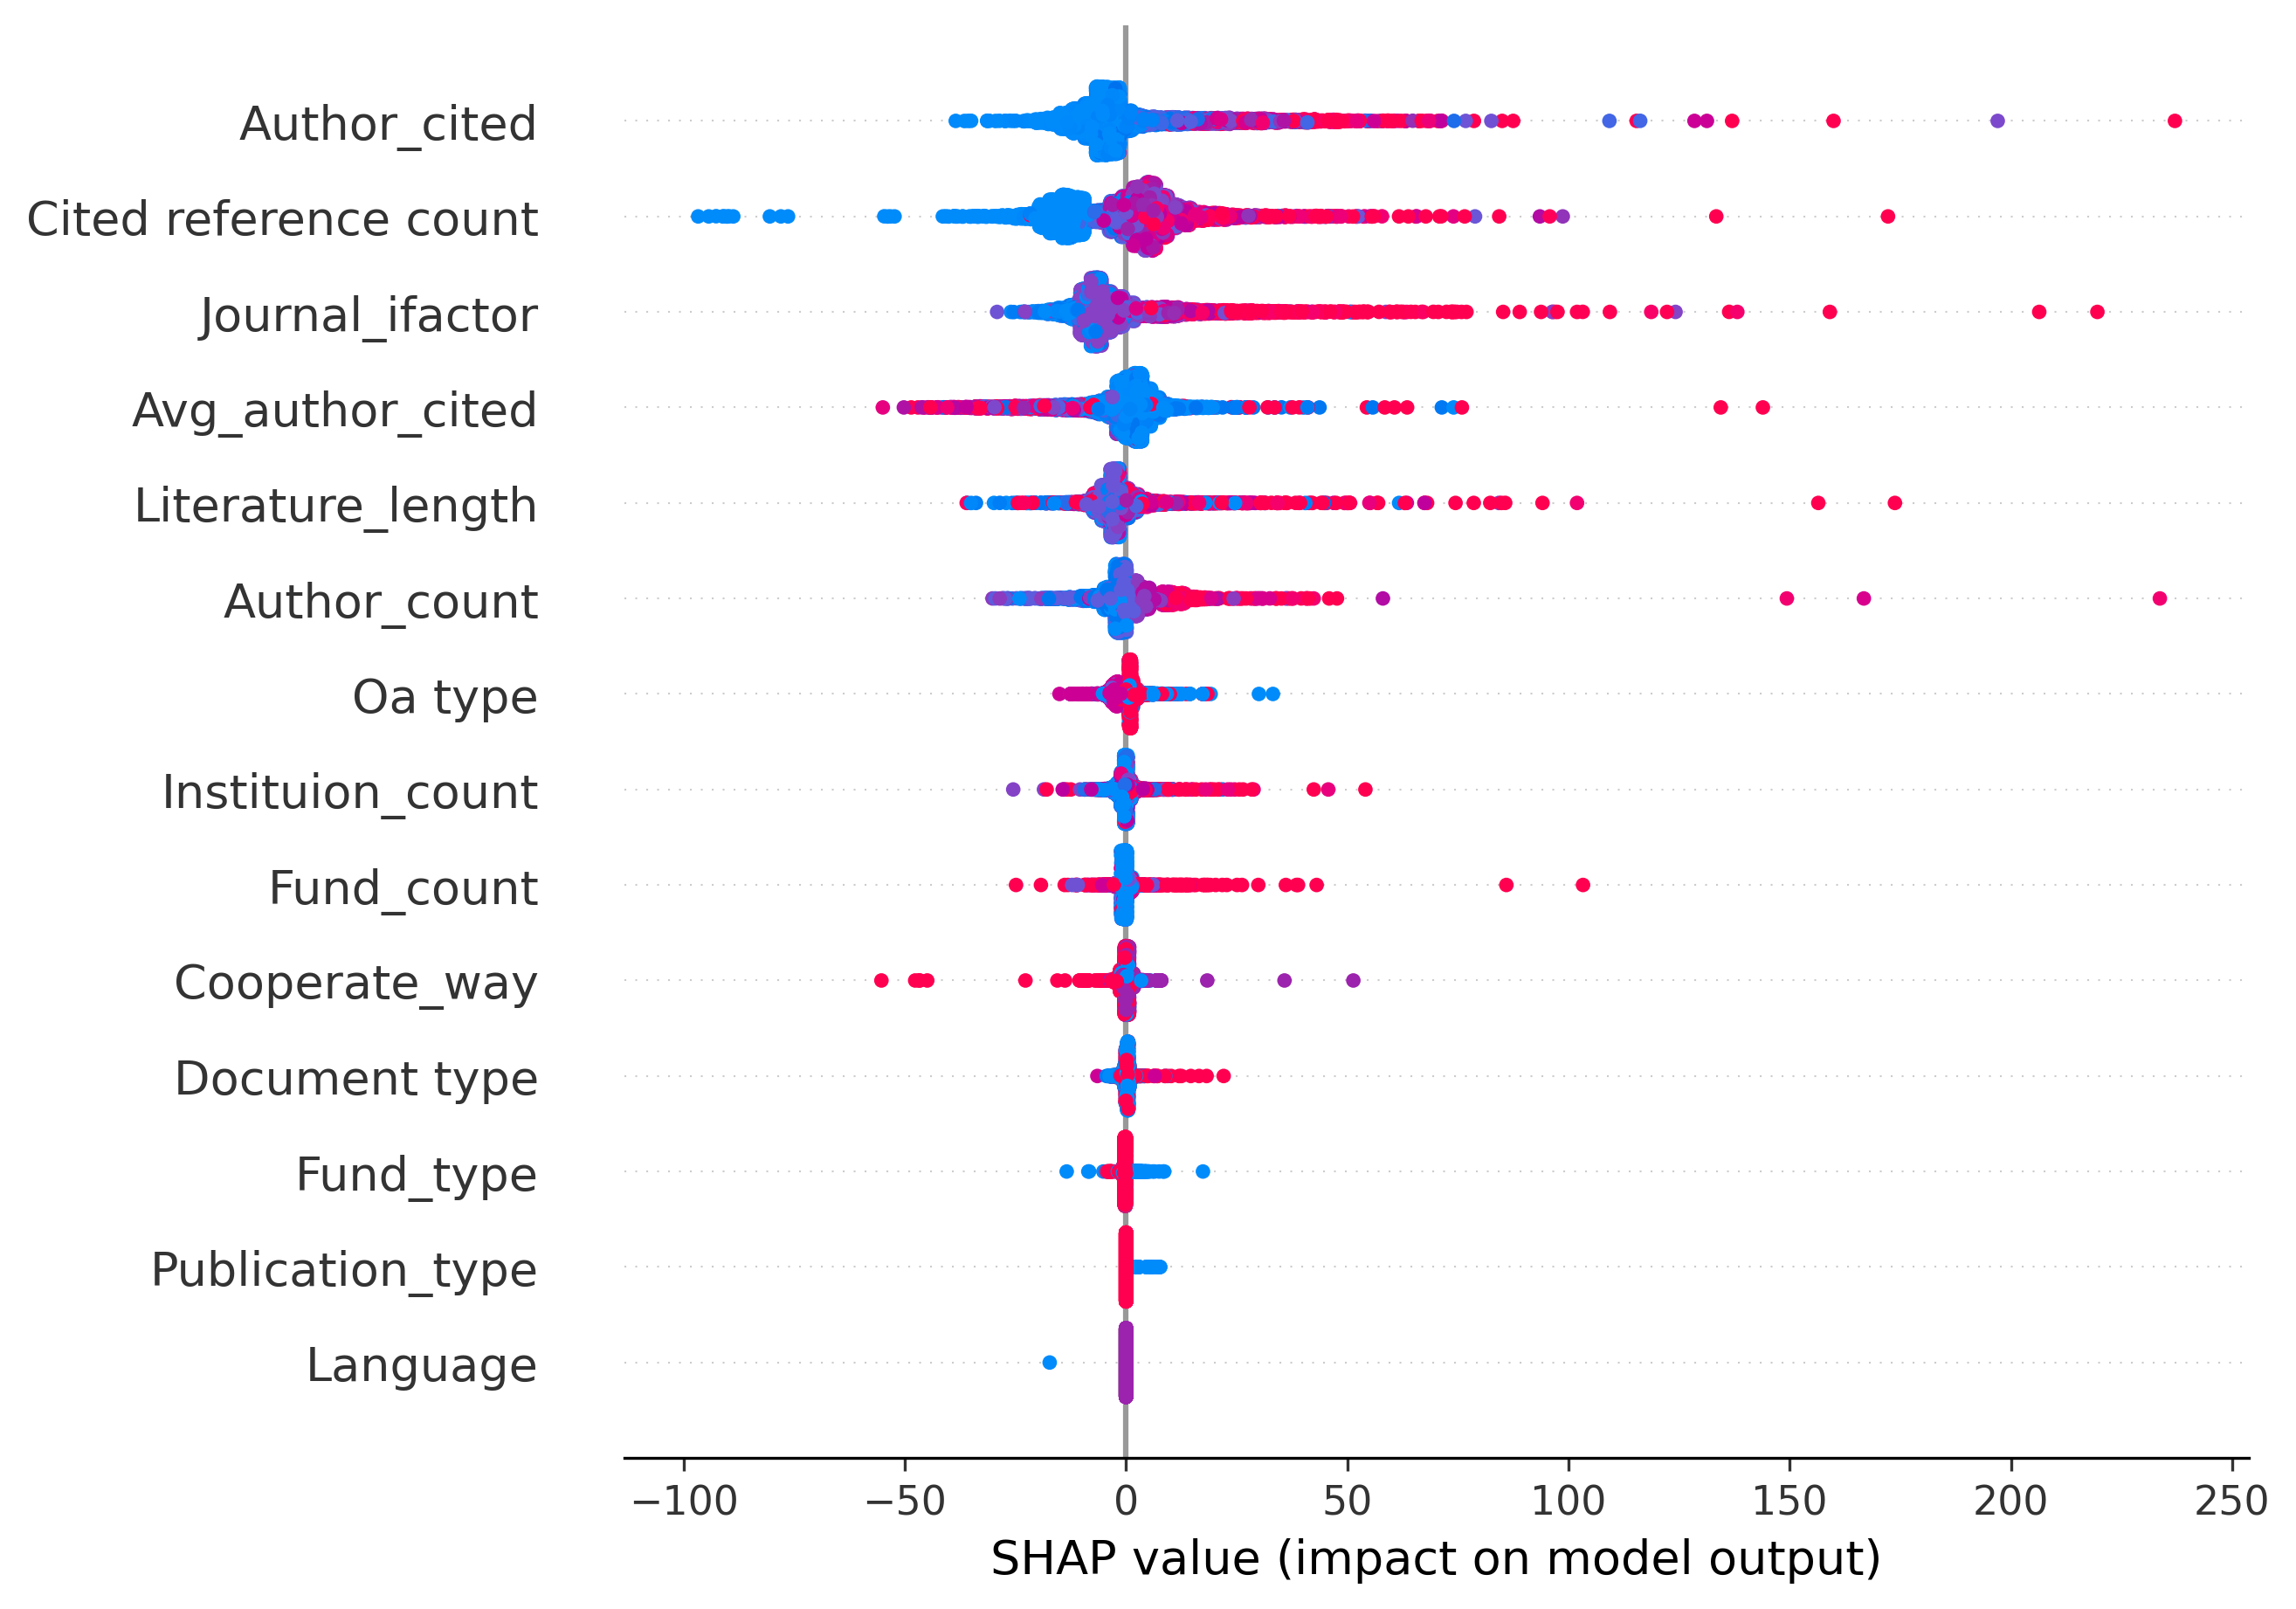 Author_cited
Cited reference count
Journal_ifactor
Avg_author_cited
Literature_length
Author_count
Oa type
Instituion_count
Fund_count
Cooperate_way
Document type
Fund_type
Publication_type
Language
−100 −50 0 50 100 150 200 250
SHAP value (impact on model output)